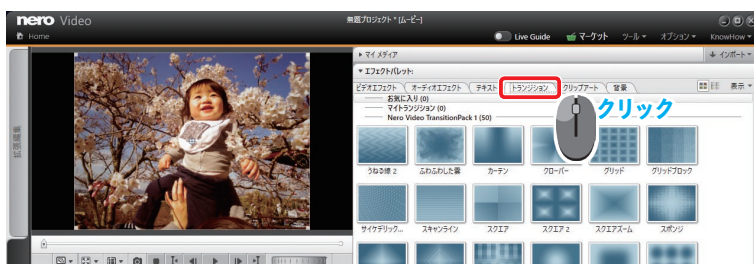 nero Video
無題プロジェクト * [ムービー]
Home
Live Guide マーケット ツール オプション KnowHow
マイ メディア
インポート
エフェクトパレット:
ビデオエフェクト オーディオエフェクト テキスト トランジション クリップアート 背景 表示
お気に入り (0)
マイトランジション (0)
Nero Video TransitionPack 1 (50)
クリック
うねる線 2 ふわふわした雲 カーテン クローバー グリッド グリッドブロック
サイケデリック... スキャンライン スクエア スクエア 2 スクエアズーム スポンジ
拡張編集